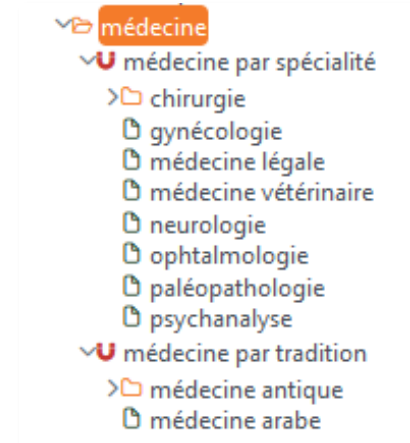 médecine
médecine par spécialité
chirurgie
gynécologie
médecine légale
médecine vétérinaire
neurologie
ophtalmologie
paléopathologie
psychanalyse
médecine par tradition
médecine antique
médecine arabe